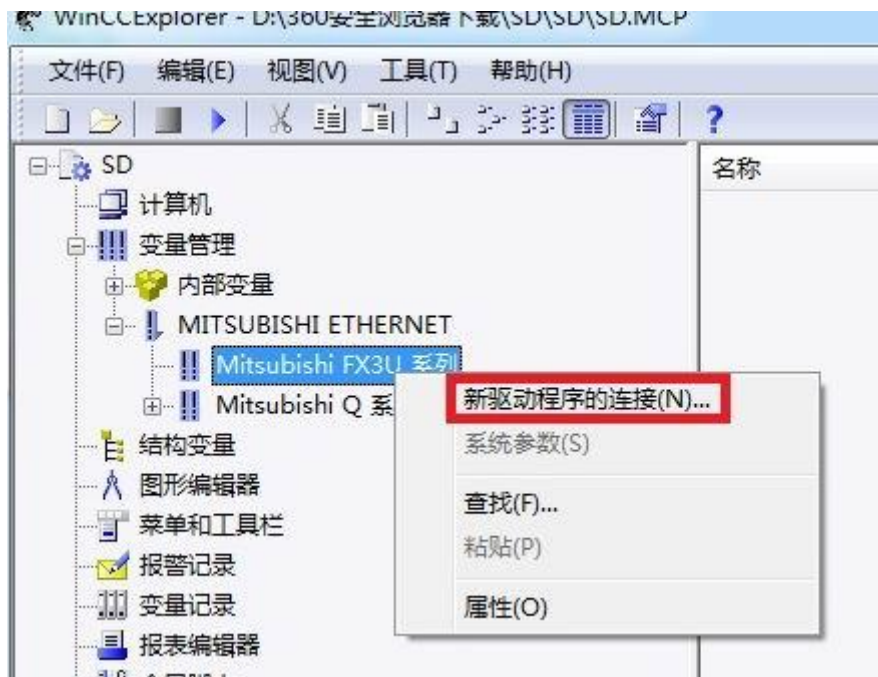 WinCCExplorer - D:\360安全浏览器下载\SD\SD\SD.MCP
文件(F) 编辑(E) 视图(V) 工具(T) 帮助(H)
SD
名称
计算机
变量管理
内部变量
MITSUBISHI ETHERNET
Mitsubishi FX3U 系列
Mitsubishi Q 系
结构变量
图形编辑器
菜单和工具栏
报警记录
变量记录
报表编辑器
新驱动程序的连接(N)...
系统参数(S)
查找(F)...
粘贴(P)
属性(O)